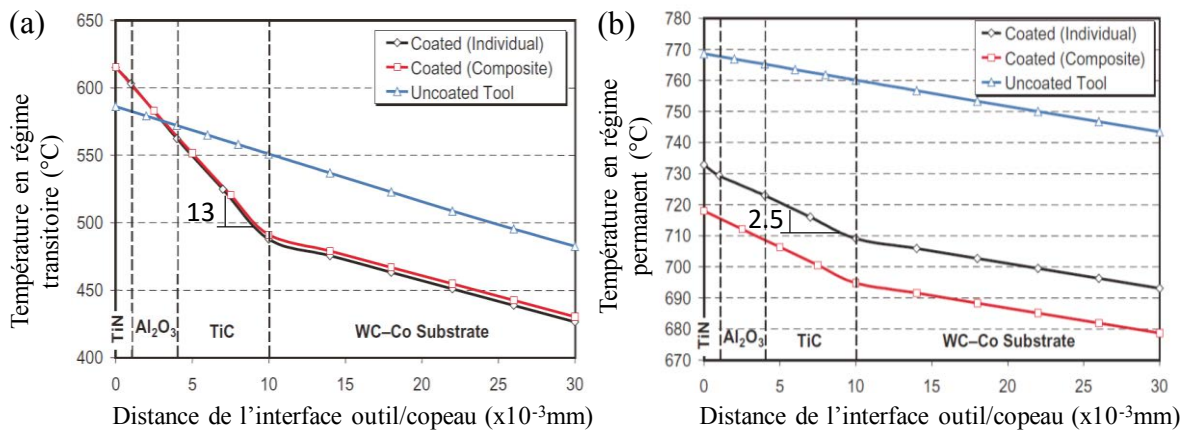 (a)
Température en régime
transitoire (°C)
650
600
550
500
450
400
Coated (Individual)
Coated (Composite)
Uncoated Tool
13
TiN
Al₂O₃
TiC
WC–Co Substrate
0
5
10
15
20
25
30
Distance de l’interface outil/copeau (x10⁻³mm)
(b)
Température en régime
permanent (°C)
780
770
760
750
740
730
720
710
700
690
680
670
Coated (Individual)
Coated (Composite)
Uncoated Tool
2.5
TiN
Al₂O₃
TiC
WC–Co Substrate
0
5
10
15
20
25
30
Distance de l’interface outil/copeau (x10⁻³mm)